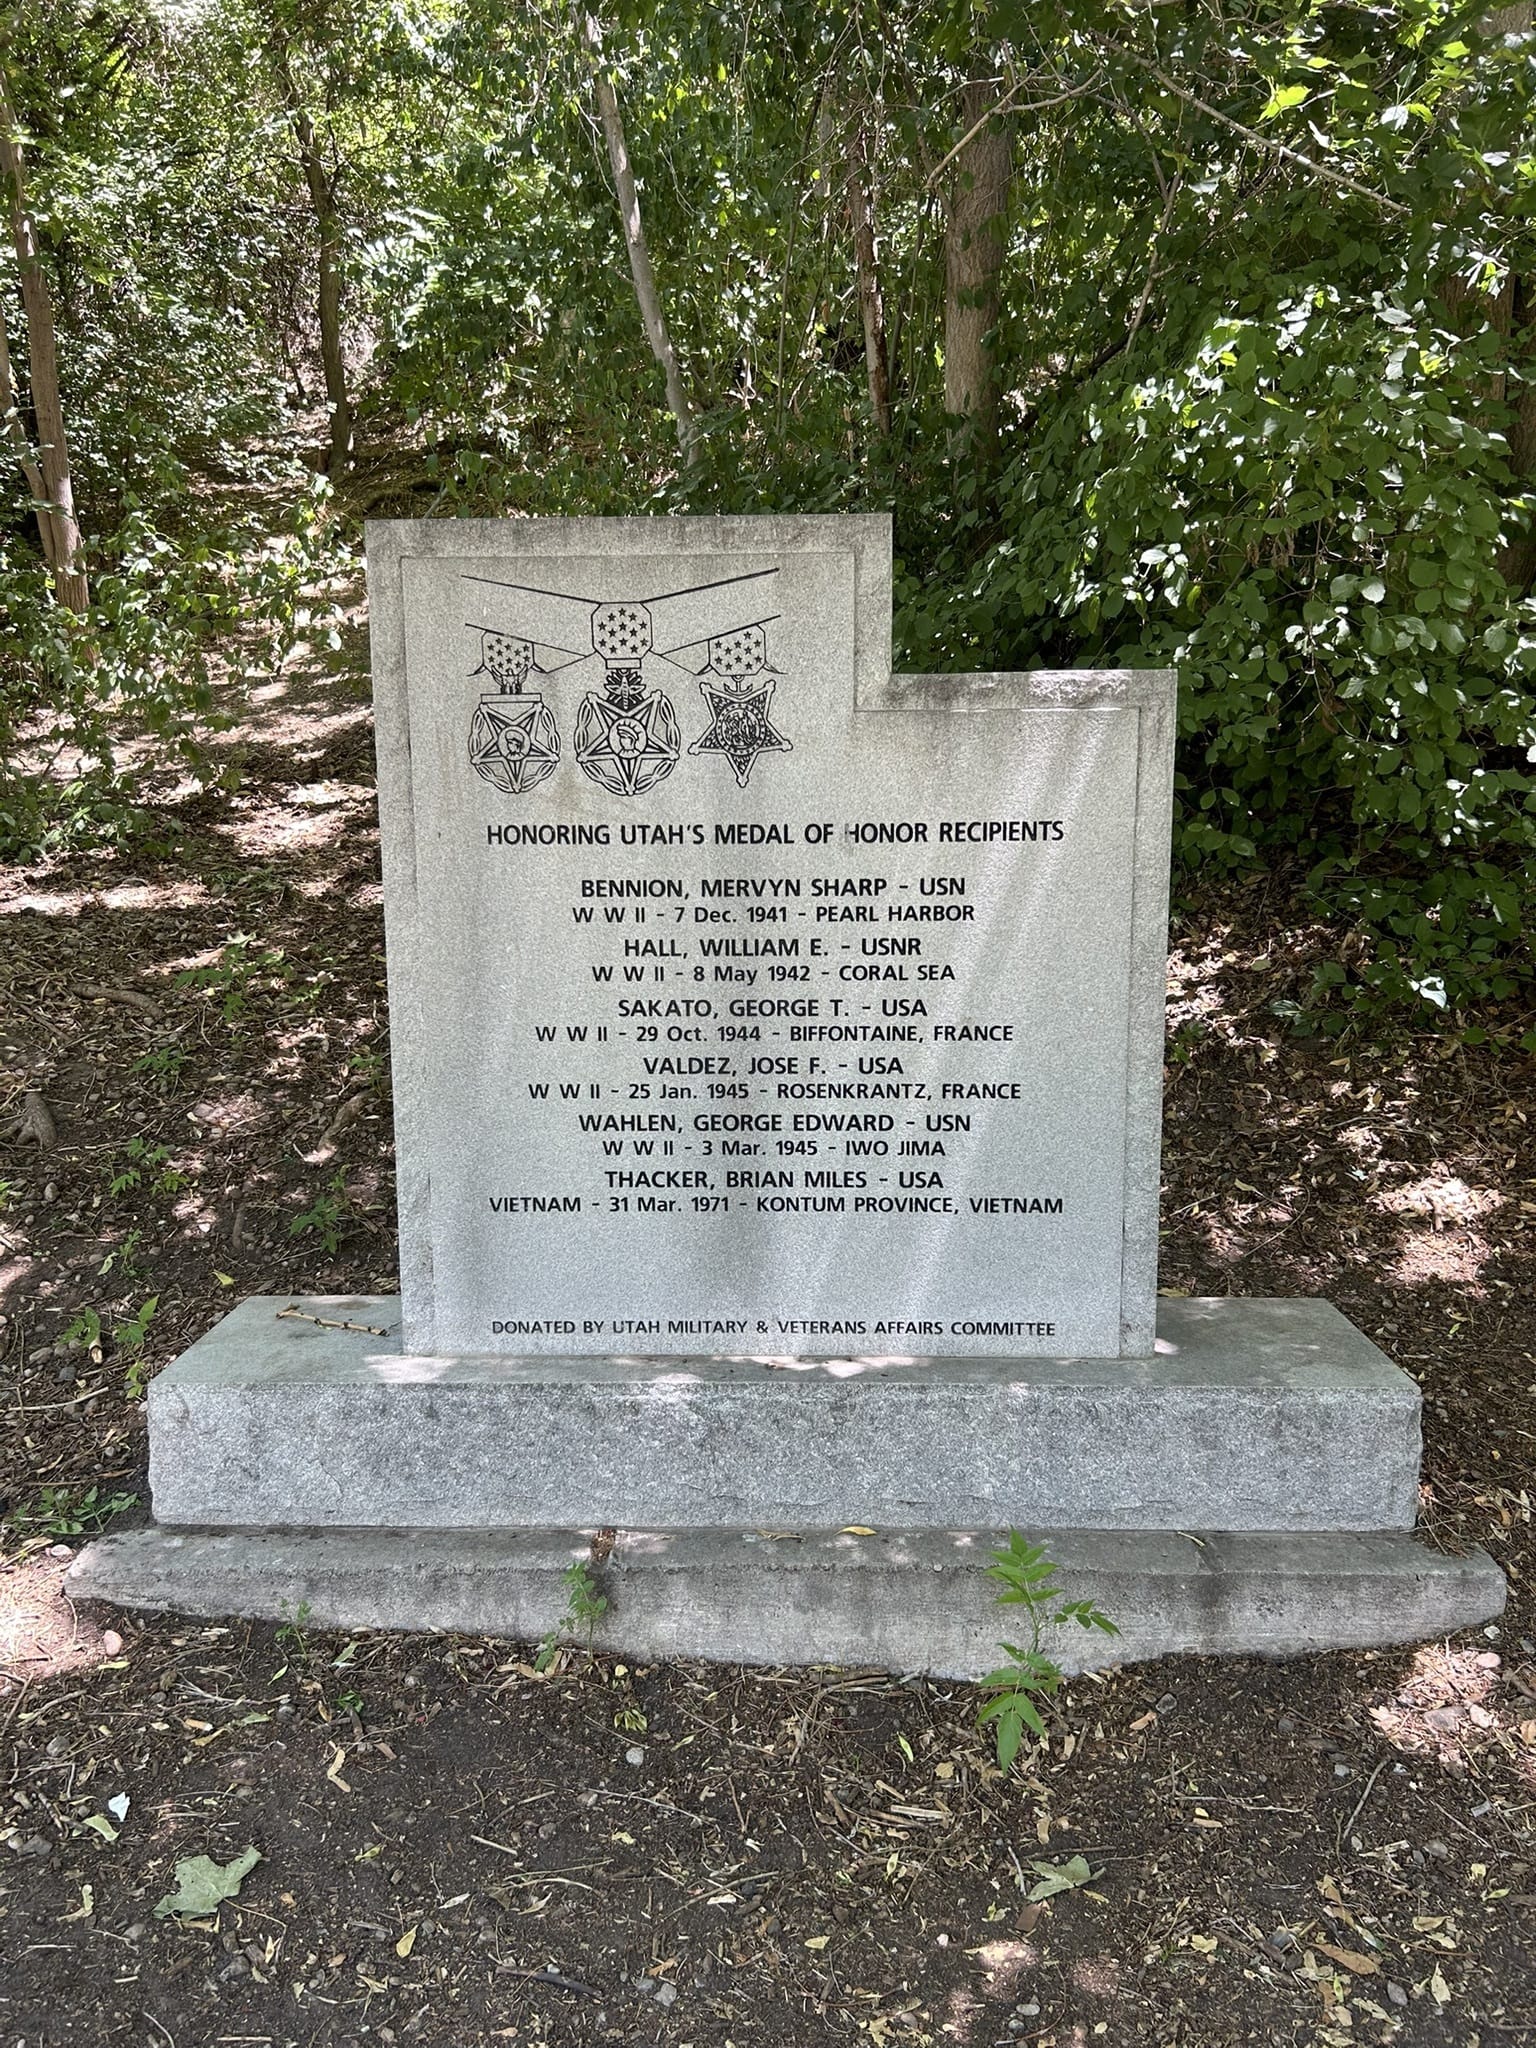 HONORING UTAH'S MEDAL OF HONOR RECIPIENTS
BENNION, MERVYN SHARP - USN
W W II - 7 Dec. 1941 - PEARL HARBOR
HALL, WILLIAM E. - USNR
W W II - 8 May 1942 - CORAL SEA
SAKATO, GEORGE T. - USA
W W II - 29 Oct. 1944 - BIFFONTAINE, FRANCE
VALDEZ, JOSE F. - USA
W W II - 25 Jan. 1945 - ROSENKRANTZ, FRANCE
WAHLEN, GEORGE EDWARD - USN
W W II - 3 Mar. 1945 - IWO JIMA
THACKER, BRIAN MILES - USA
VIETNAM - 31 Mar. 1971 - KONTUM PROVINCE, VIETNAM
DONATED BY UTAH MILITARY & VETERANS AFFAIRS COMMITTEE